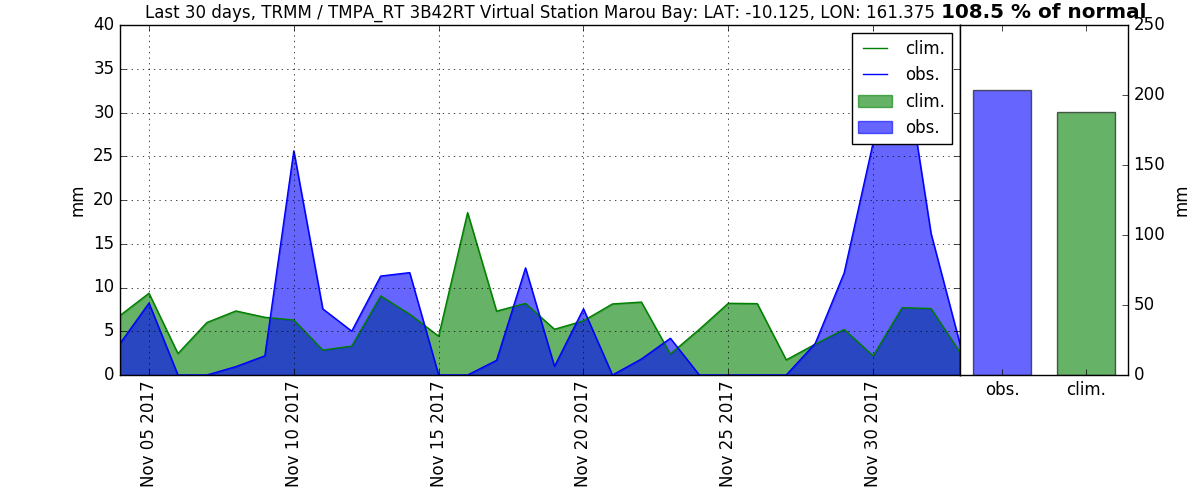 Last 30 days, TRMM / TMPA_RT 3B42RT Virtual Station Marou Bay: LAT: -10.125, LON: 161.375 108.5 % of normal
40
35
30
25
20
15
10
5
0
mm
clim.
obs.
clim.
obs.
Nov 05 2017
Nov 10 2017
Nov 15 2017
Nov 20 2017
Nov 25 2017
Nov 30 2017
250
200
150
100
50
0
mm
obs. clim.